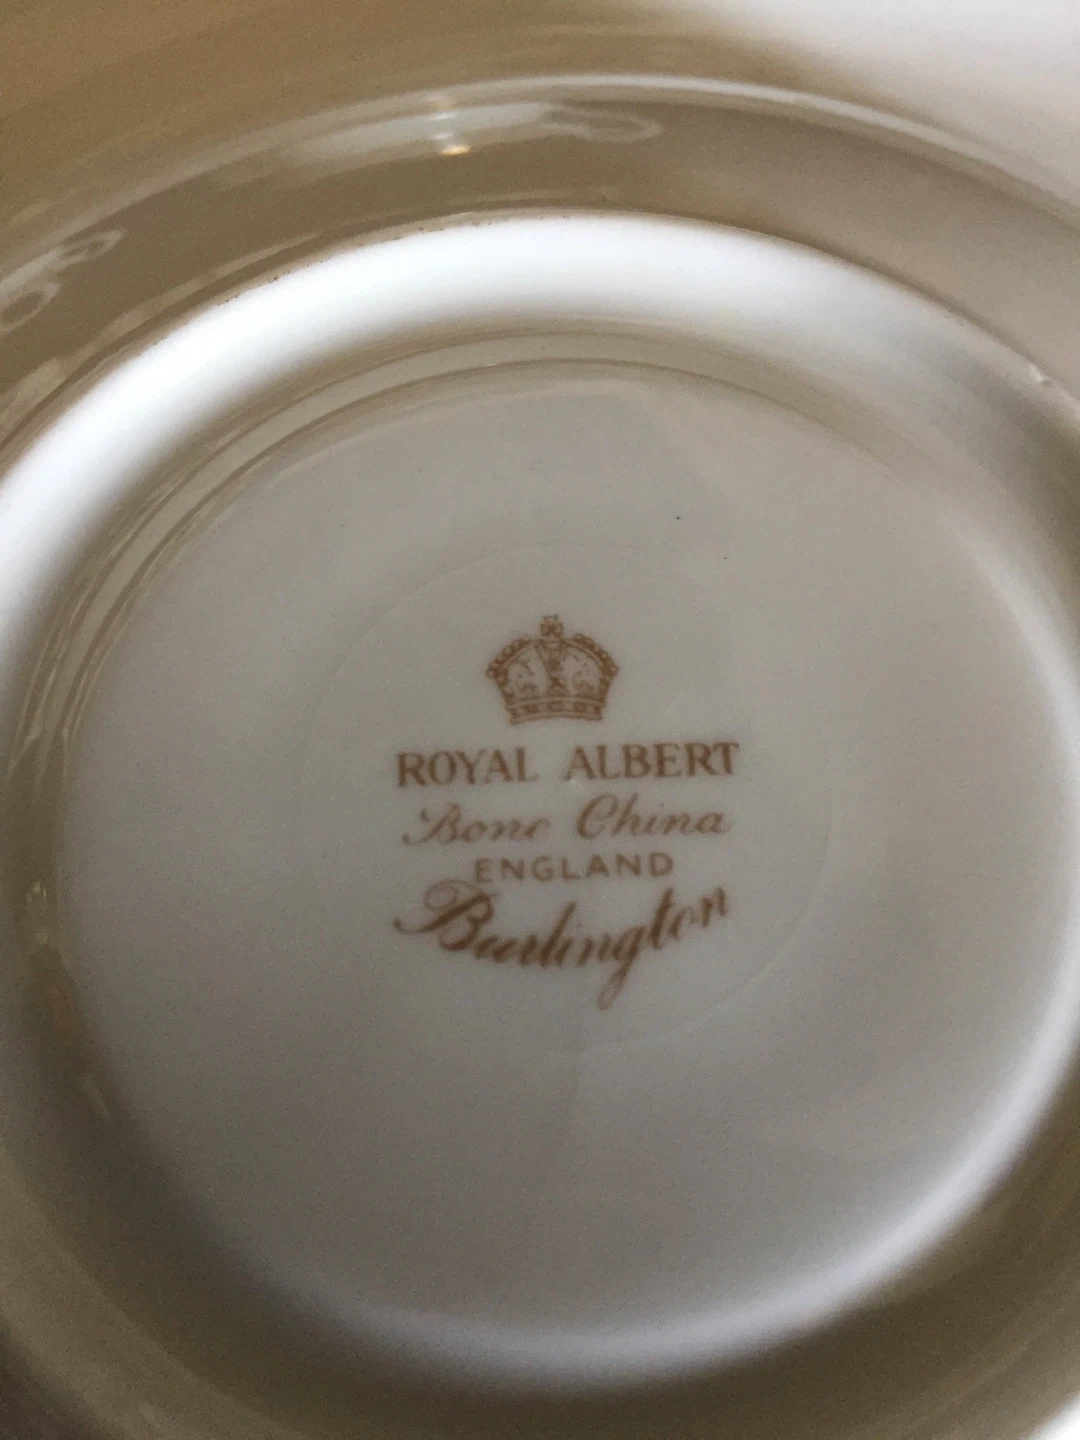 ROYAL ALBERT
Bone China
ENGLAND
Burlington